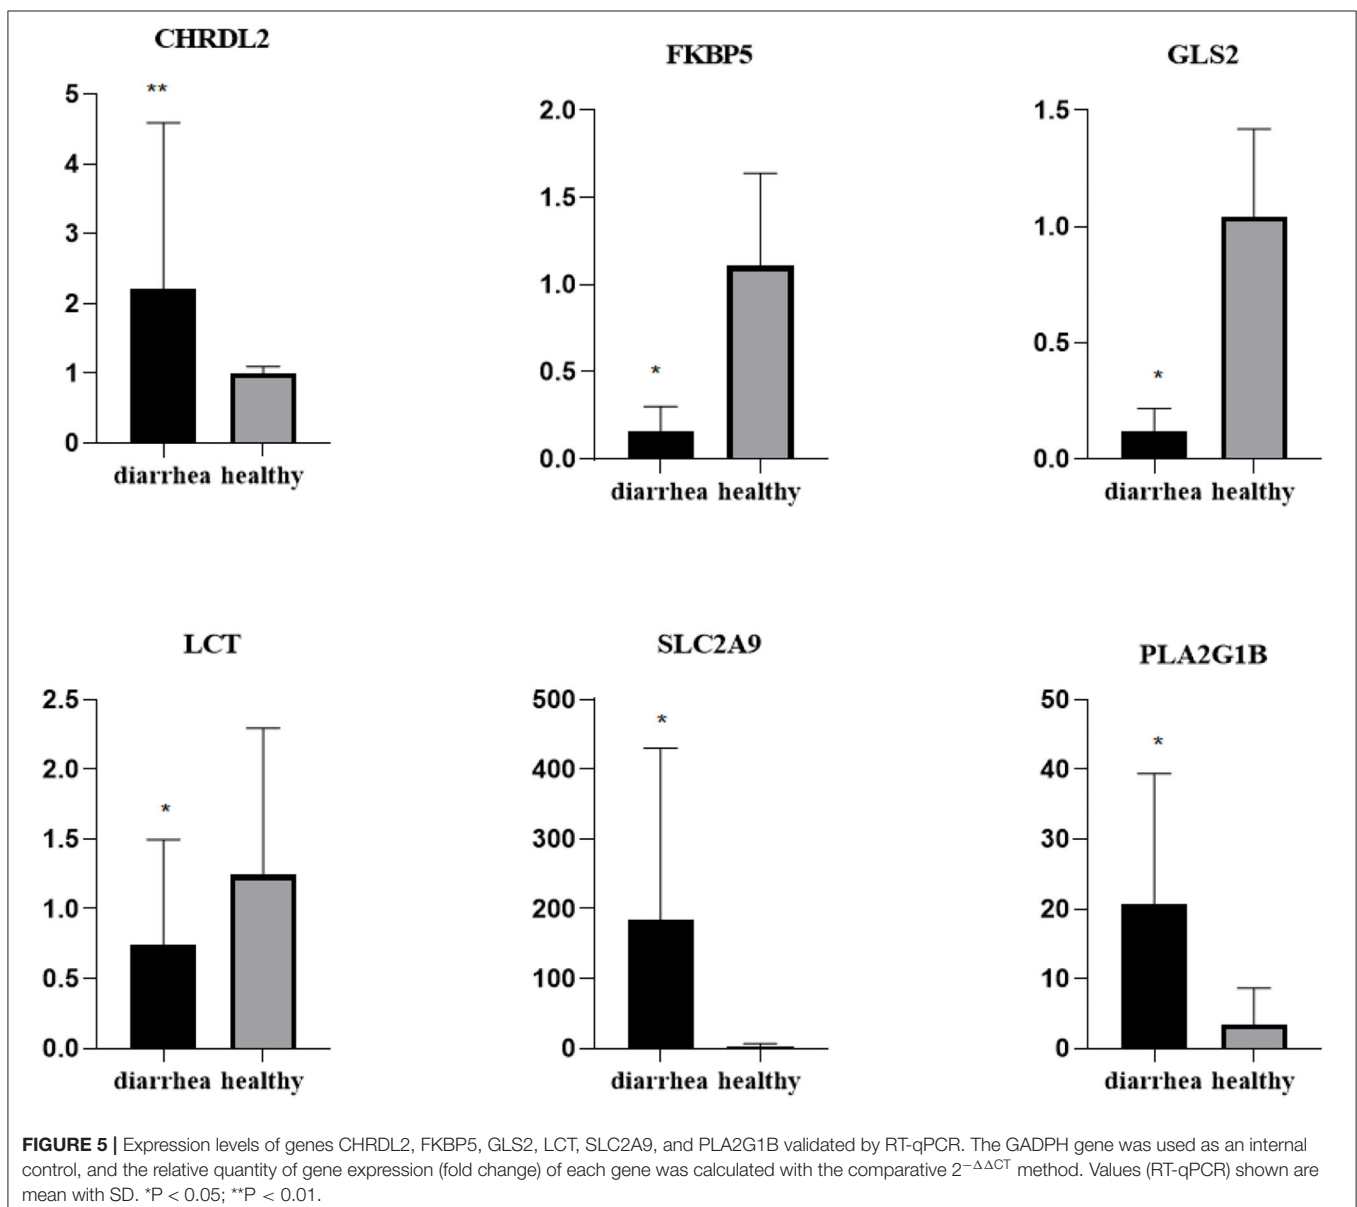 CHRDL2
**
5
4
3
2
1
0
diarrhea healthy
FKBP5
2.0
1.5
1.0
0.5
0.0
*
diarrhea healthy
GLS2
1.5
1.0
0.5
0.0
*
diarrhea healthy
LCT
2.5
2.0
1.5
1.0
0.5
0.0
*
diarrhea healthy
SLC2A9
500
400
300
200
100
0
*
diarrhea healthy
PLA2G1B
50
40
30
20
10
0
*
diarrhea healthy
FIGURE 5 | Expression levels of genes CHRDL2, FKBP5, GLS2, LCT, SLC2A9, and PLA2G1B validated by RT-qPCR. The GADPH gene was used as an internal
control, and the relative quantity of gene expression (fold change) of each gene was calculated with the comparative 2^−ΔΔCT method. Values (RT-qPCR) shown are
mean with SD. *P < 0.05; **P < 0.01.